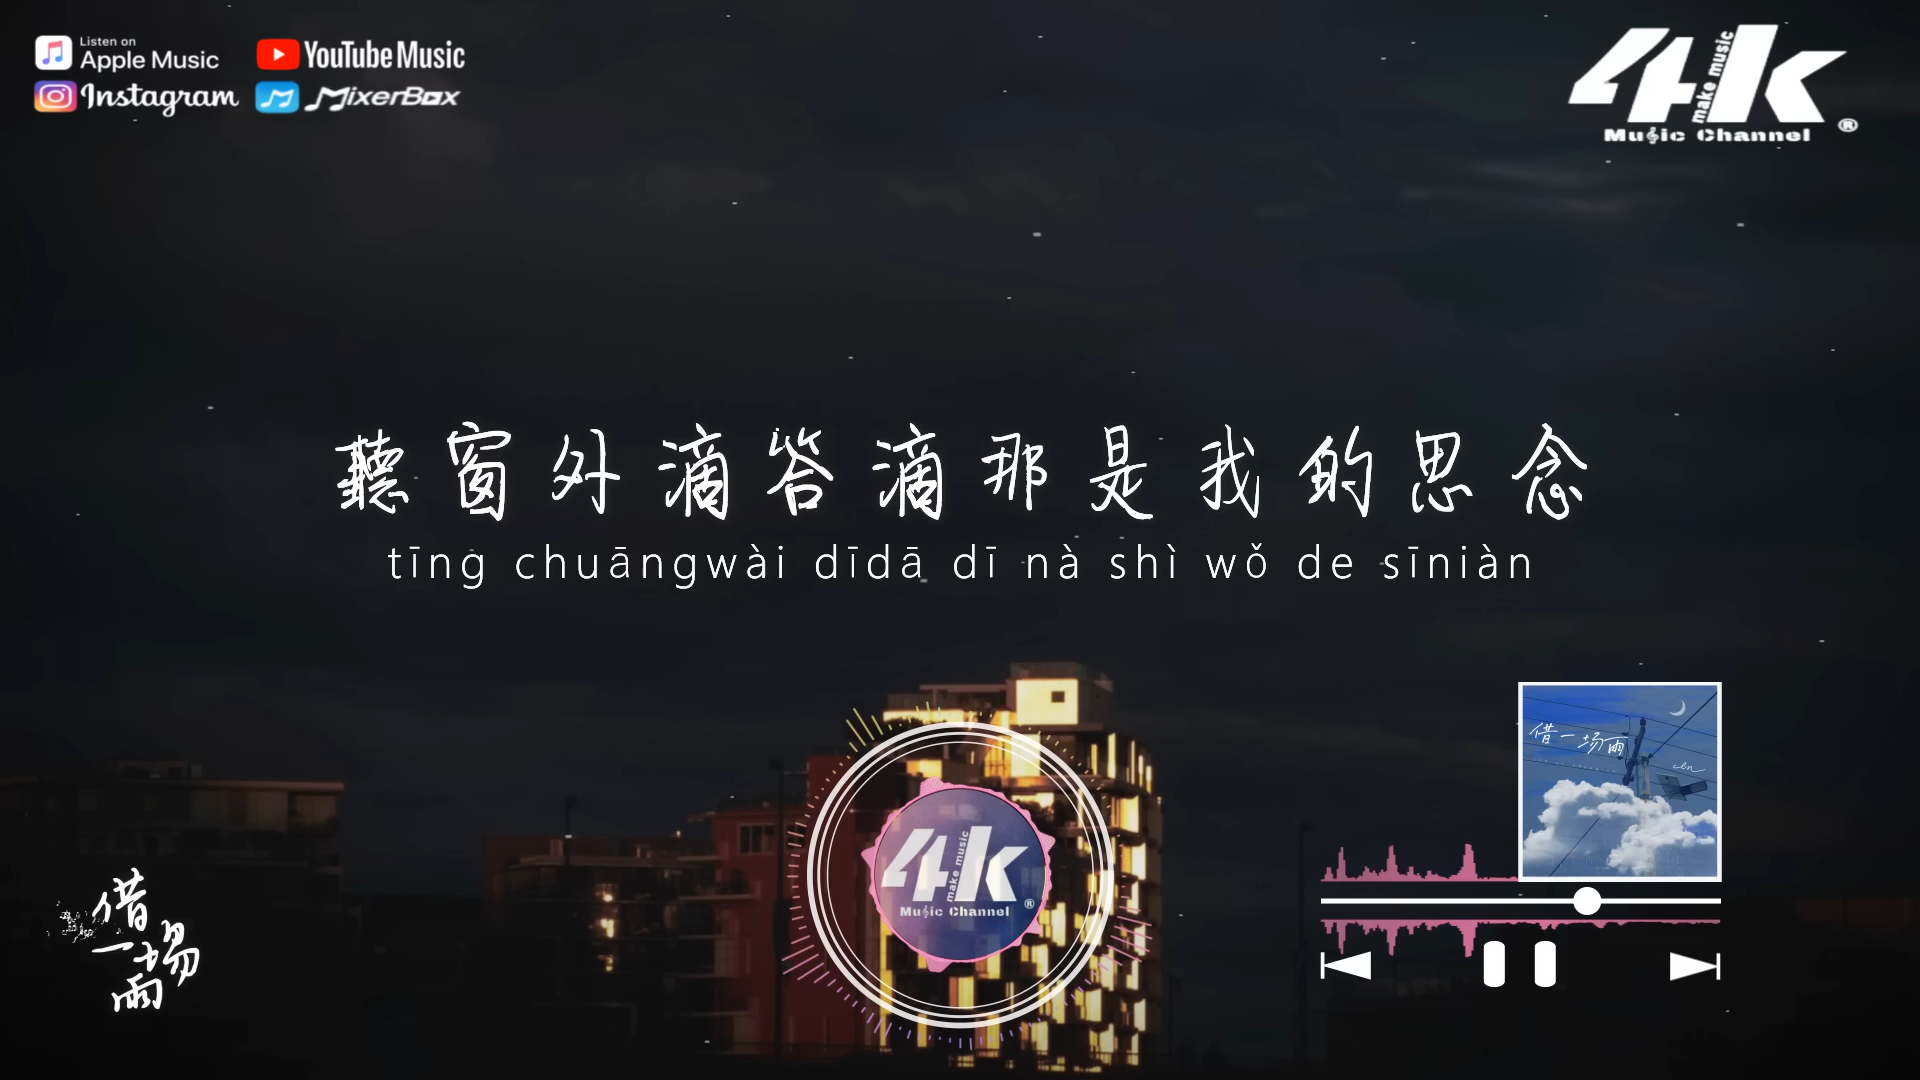 Listen on
Apple Music
YouTube Music
Instagram
MixerBox
4k
make music
Music Channel
®
聽窗外滴答滴那是我的思念
tīng chuāngwài dīdā dī nà shì wǒ de sīniàn
借一场雨
4k
make music
Music Channel
®
借
一場
雨